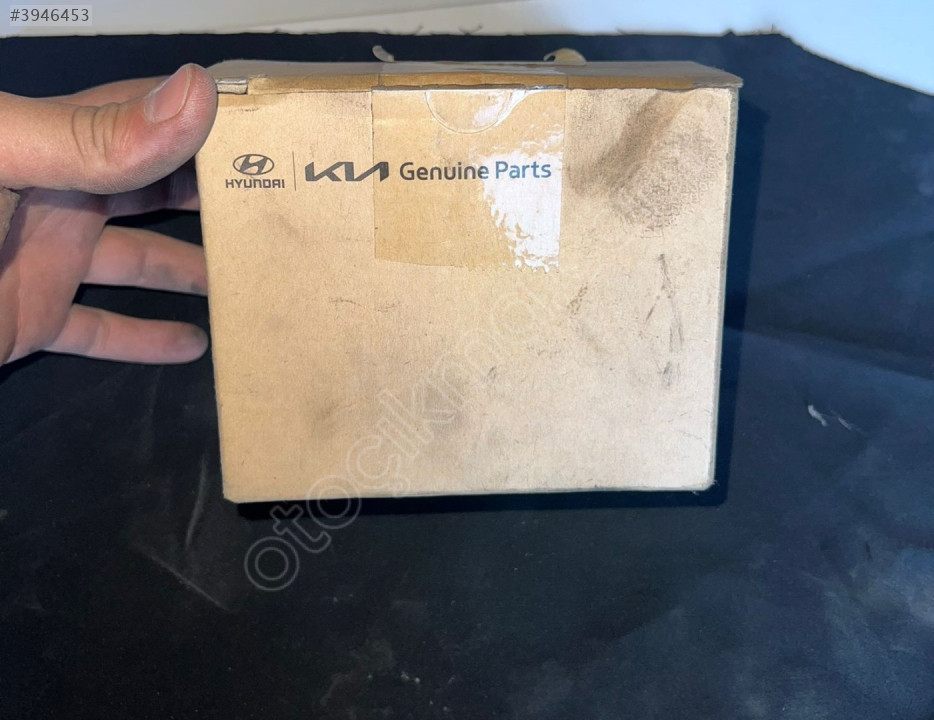 #3946453
HYUNDAI
KIA Genuine Parts
otoçıkma